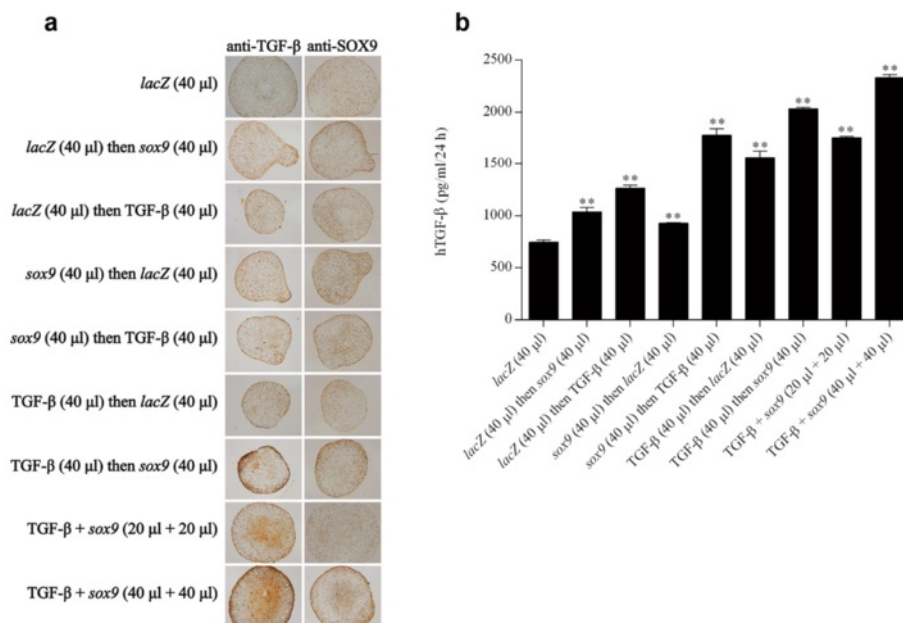 a
anti-TGF-β anti-SOX9
lacZ (40 μl)
lacZ (40 μl) then sox9 (40 μl)
lacZ (40 μl) then TGF-β (40 μl)
sox9 (40 μl) then lacZ (40 μl)
sox9 (40 μl) then TGF-β (40 μl)
TGF-β (40 μl) then lacZ (40 μl)
TGF-β (40 μl) then sox9 (40 μl)
TGF-β + sox9 (20 μl + 20 μl)
TGF-β + sox9 (40 μl + 40 μl)
b
hTGF-β (pg/ml/24 h)
2500
2000
1500
1000
500
0
** ** ** ** ** ** ** **
lacZ (40 μl)
lacZ (40 μl) then sox9 (40 μl)
lacZ (40 μl) then TGF-β (40 μl)
sox9 (40 μl) then lacZ (40 μl)
sox9 (40 μl) then TGF-β (40 μl)
TGF-β (40 μl) then lacZ (40 μl)
TGF-β (40 μl) then sox9 (40 μl)
TGF-β + sox9 (20 μl + 20 μl)
TGF-β + sox9 (40 μl + 40 μl)